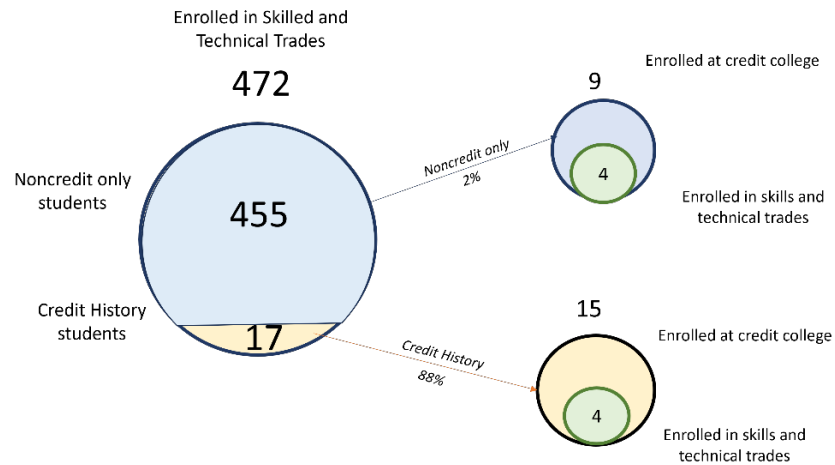 Enrolled in Skilled and
Technical Trades
472
Noncredit only
students
455
Credit History
students
17
Noncredit only
2%
9
Enrolled at credit college
4
Enrolled in skills and
technical trades
Credit History
88%
15
Enrolled at credit college
4
Enrolled in skills and
technical trades